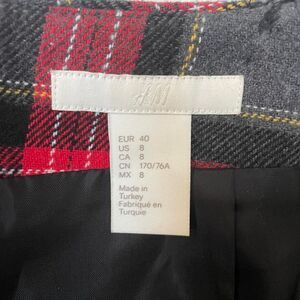 H&M
EUR 40
US 8
CA 8
CN 170/76A
MX 8
Made in
Turkey
Fabriqué en
Turquie